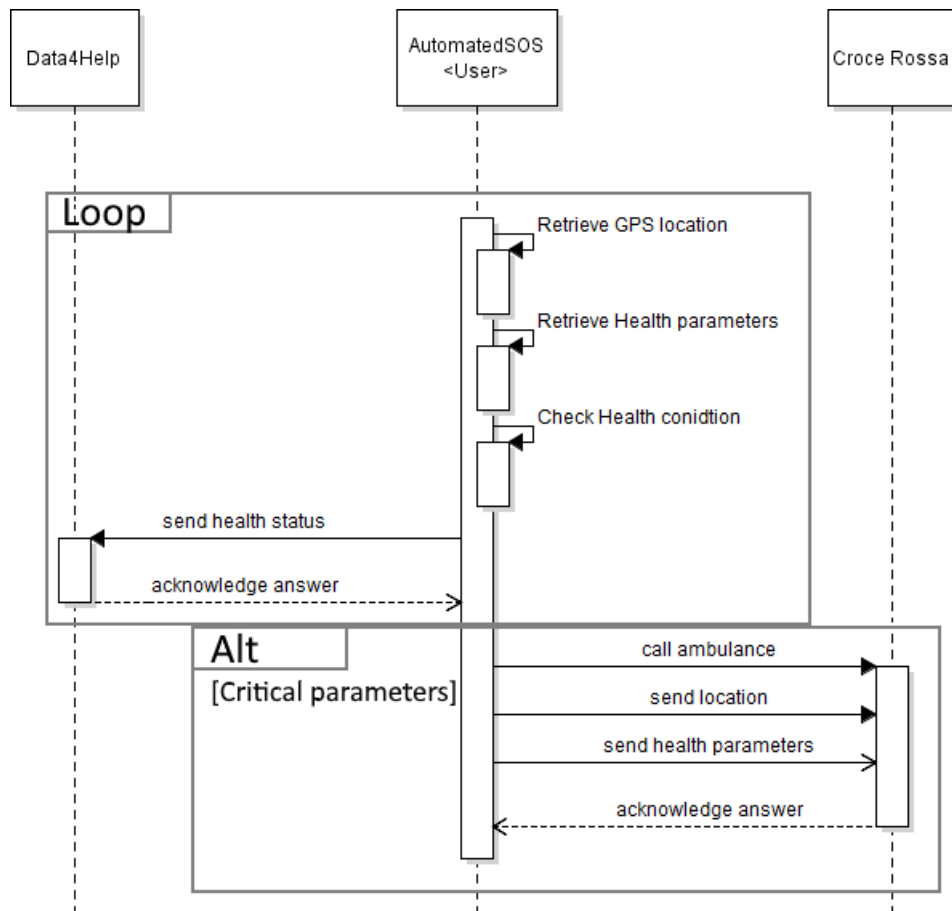 Data4Help
AutomatedSOS
<User>
Croce Rossa
Loop
Retrieve GPS location
Retrieve Health parameters
Check Health conidtion
send health status
acknowledge answer
Alt
[Critical parameters]
call ambulance
send location
send health parameters
acknowledge answer